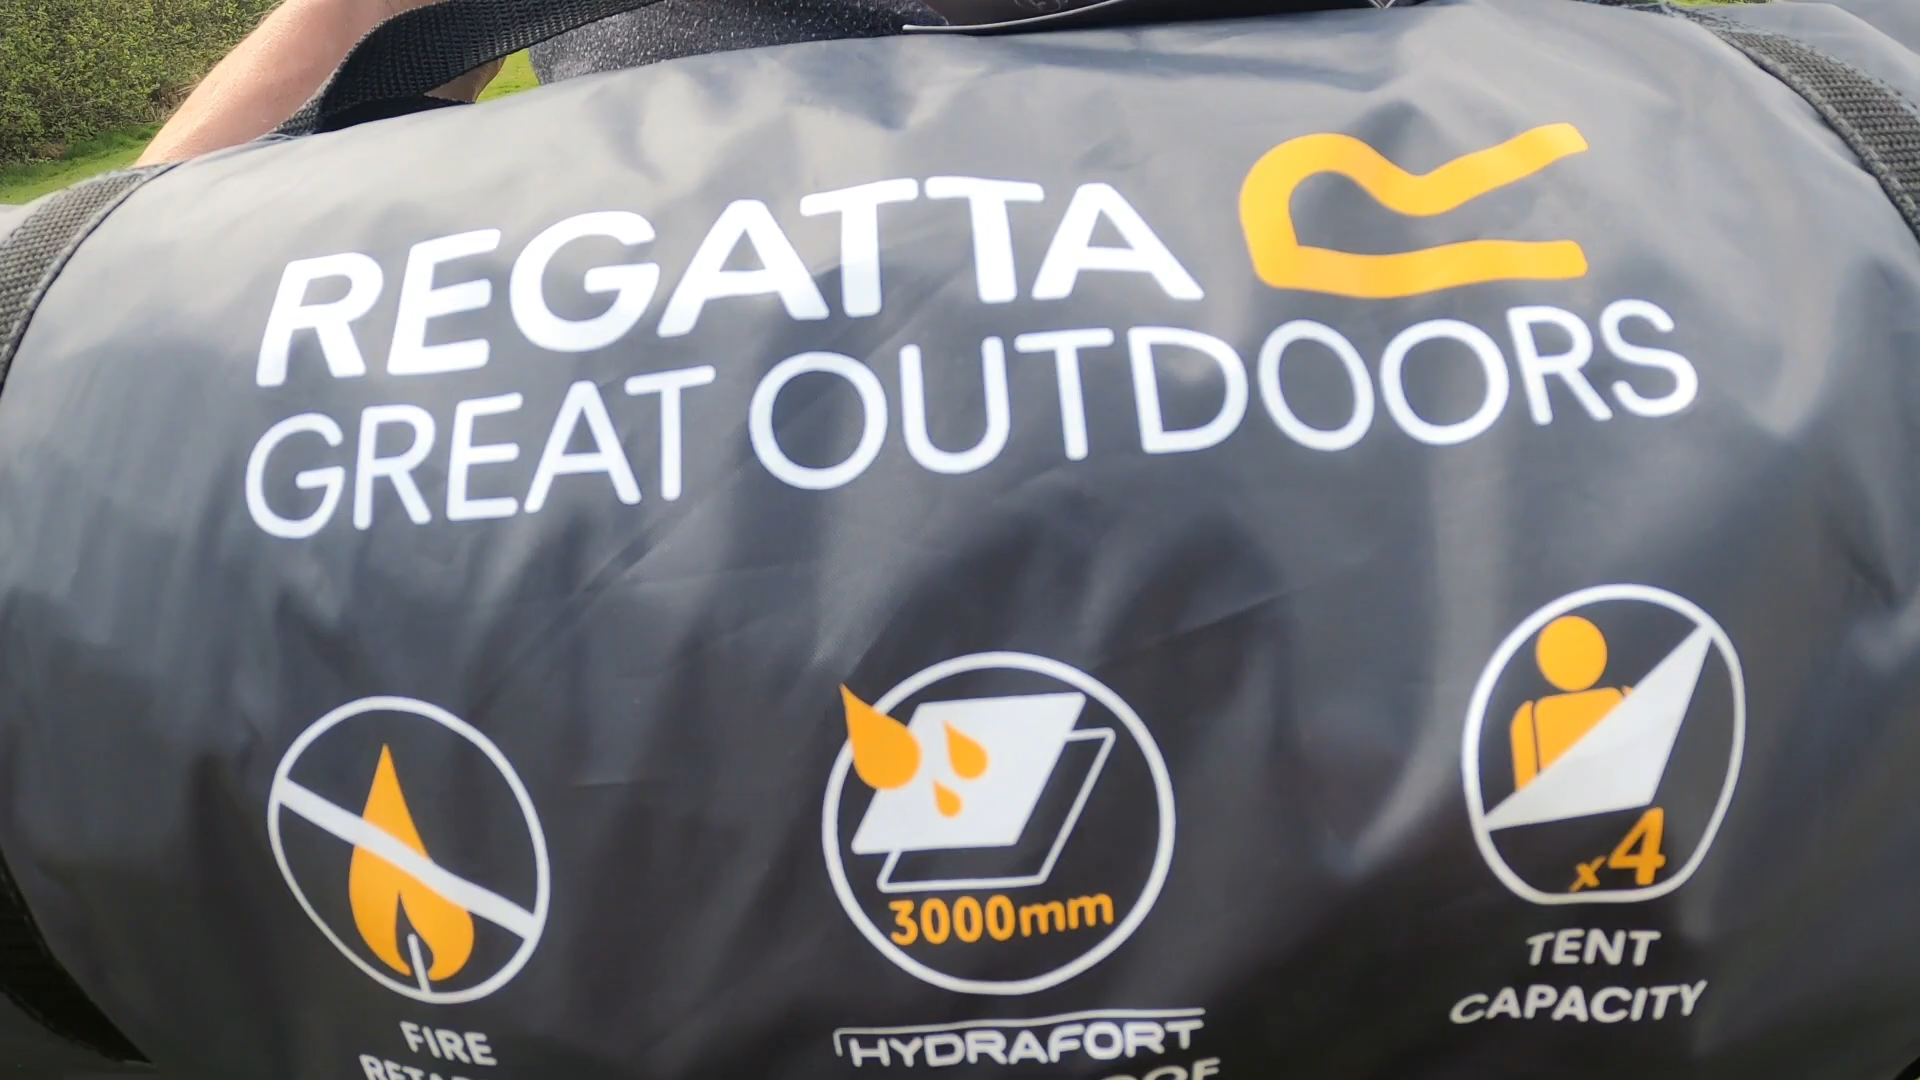 REGATTA
GREAT OUTDOORS
3000mm
x4
FIRE
HYDRAFORT
TENT
CAPACITY